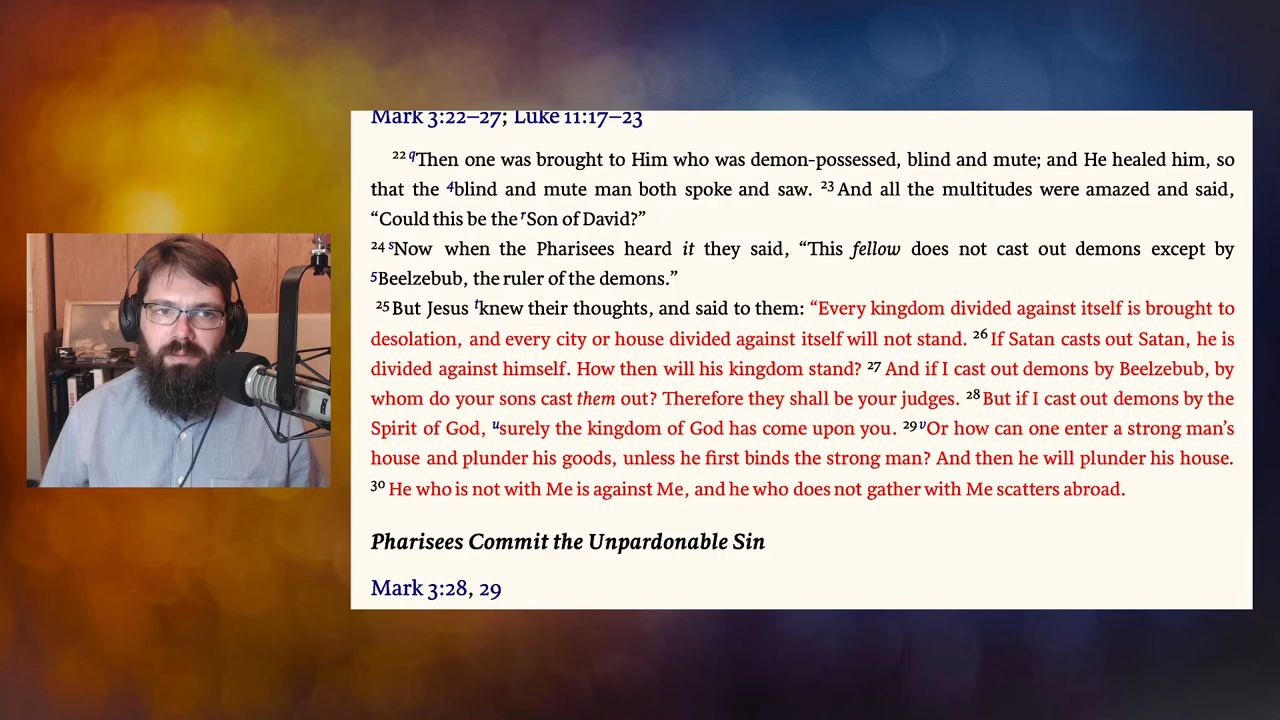 Mark 3:22–27; Luke 11:17–23
22 qThen one was brought to Him who was demon-possessed, blind and mute; and He healed him, so
that the 4blind and mute man both spoke and saw. 23 And all the multitudes were amazed and said,
“Could this be the rSon of David?”
24 sNow when the Pharisees heard it they said, “This fellow does not cast out demons except by
5Beelzebub, the ruler of the demons.”
25 But Jesus tknew their thoughts, and said to them: “Every kingdom divided against itself is brought to
desolation, and every city or house divided against itself will not stand. 26 If Satan casts out Satan, he is
divided against himself. How then will his kingdom stand? 27 And if I cast out demons by Beelzebub, by
whom do your sons cast them out? Therefore they shall be your judges. 28 But if I cast out demons by the
Spirit of God, usurely the kingdom of God has come upon you. 29 vOr how can one enter a strong man’s
house and plunder his goods, unless he first binds the strong man? And then he will plunder his house.
30 He who is not with Me is against Me, and he who does not gather with Me scatters abroad.
Pharisees Commit the Unpardonable Sin
Mark 3:28, 29